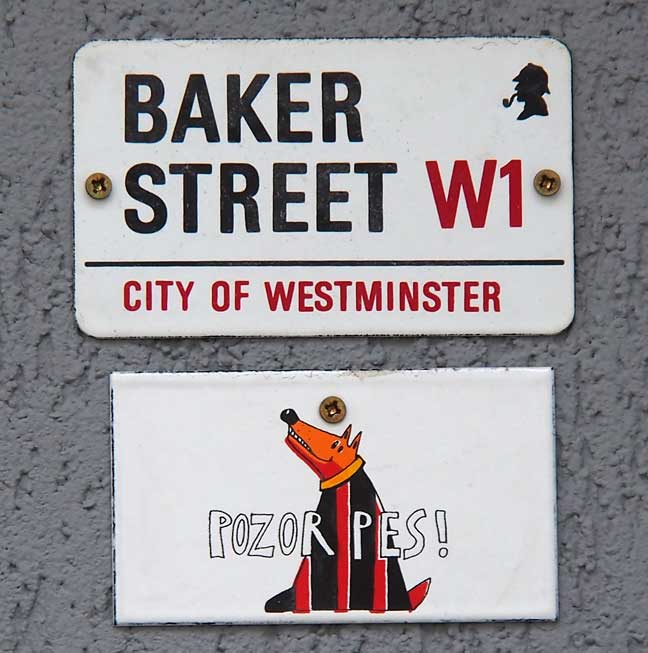 BAKER
STREET W1
CITY OF WESTMINSTER
POZOR PES!